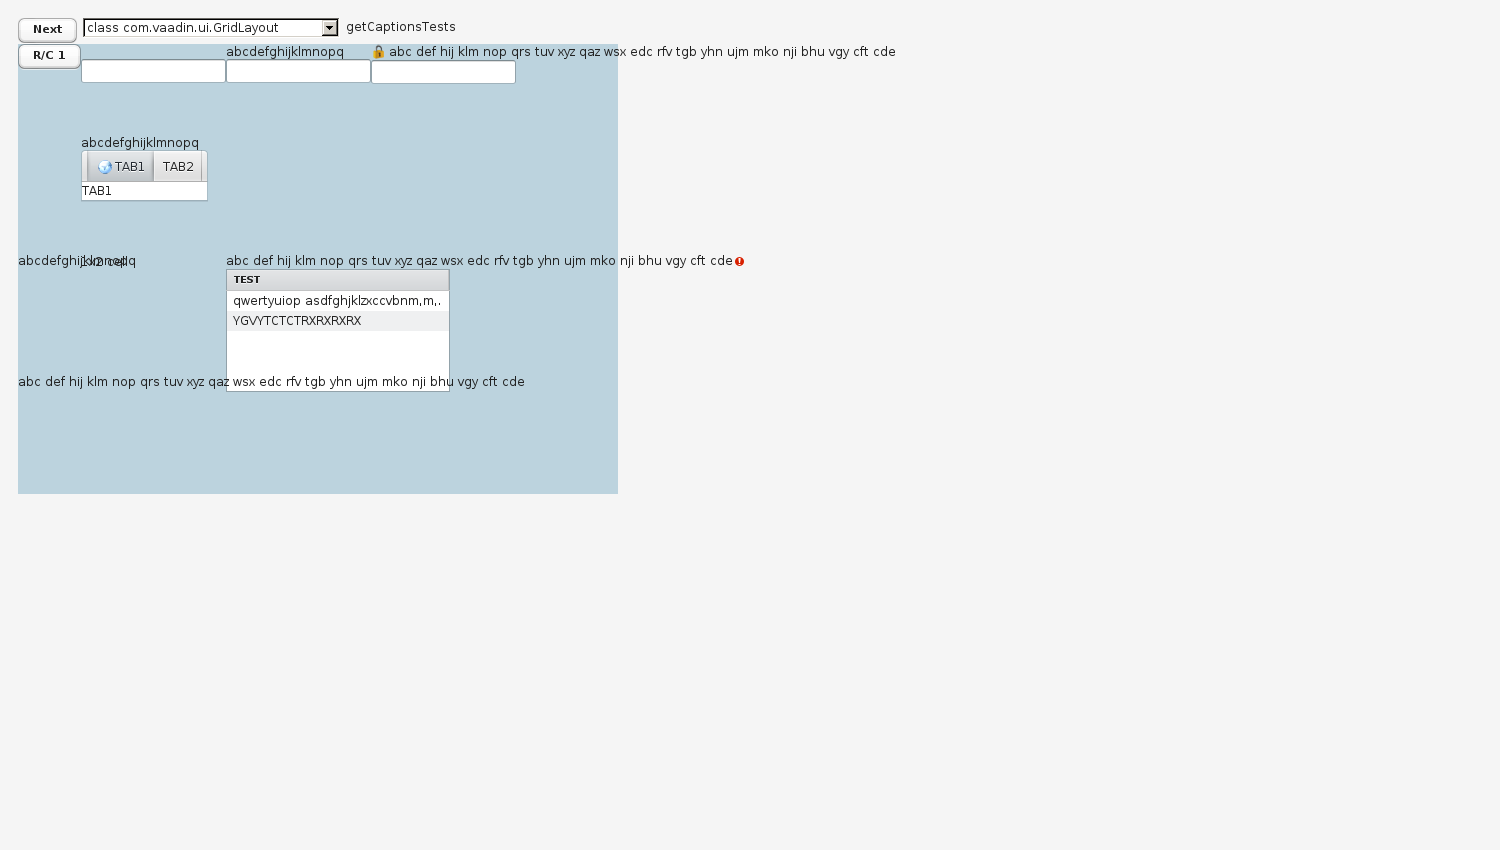 Next
class com.vaadin.ui.GridLayout
getCaptionsTests
R/C 1
abcdefghijklmnopq
abc def hij klm nop qrs tuv xyz qaz wsx edc rfv tgb yhn ujm mko nji bhu vgy cft cde
abcdefghijklmnopq
TAB1
TAB2
TAB1
abcdefghijklmnopq
1x2 cell
abc def hij klm nop qrs tuv xyz qaz wsx edc rfv tgb yhn ujm mko nji bhu vgy cft cde
TEST
qwertyuiop asdfghjklzxccvbnm,m,.
YGVYTCTCTRXRXRXRX
abc def hij klm nop qrs tuv xyz qaz wsx edc rfv tgb yhn ujm mko nji bhu vgy cft cde